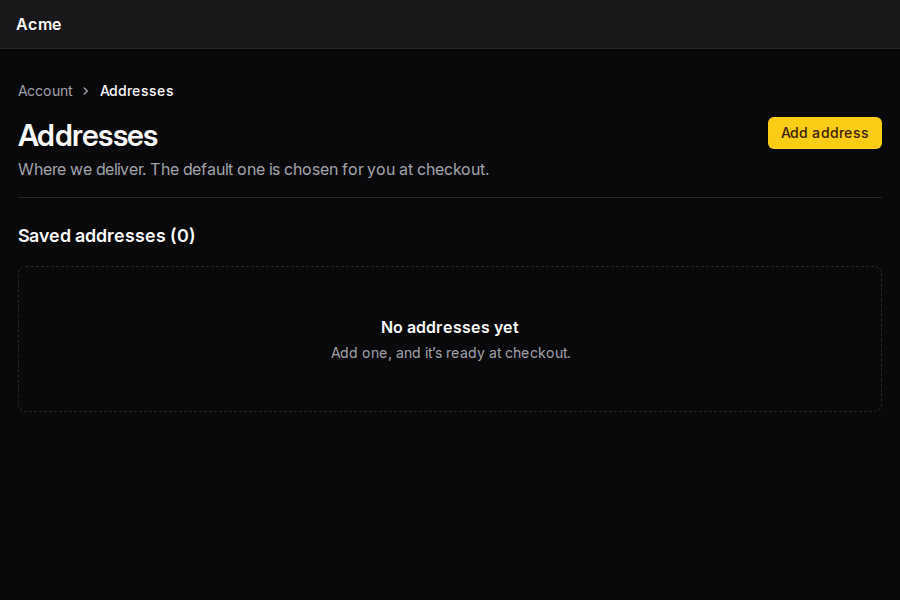 Acme
Account > Addresses
Addresses
Add address
Where we deliver. The default one is chosen for you at checkout.
Saved addresses (0)
No addresses yet
Add one, and it’s ready at checkout.